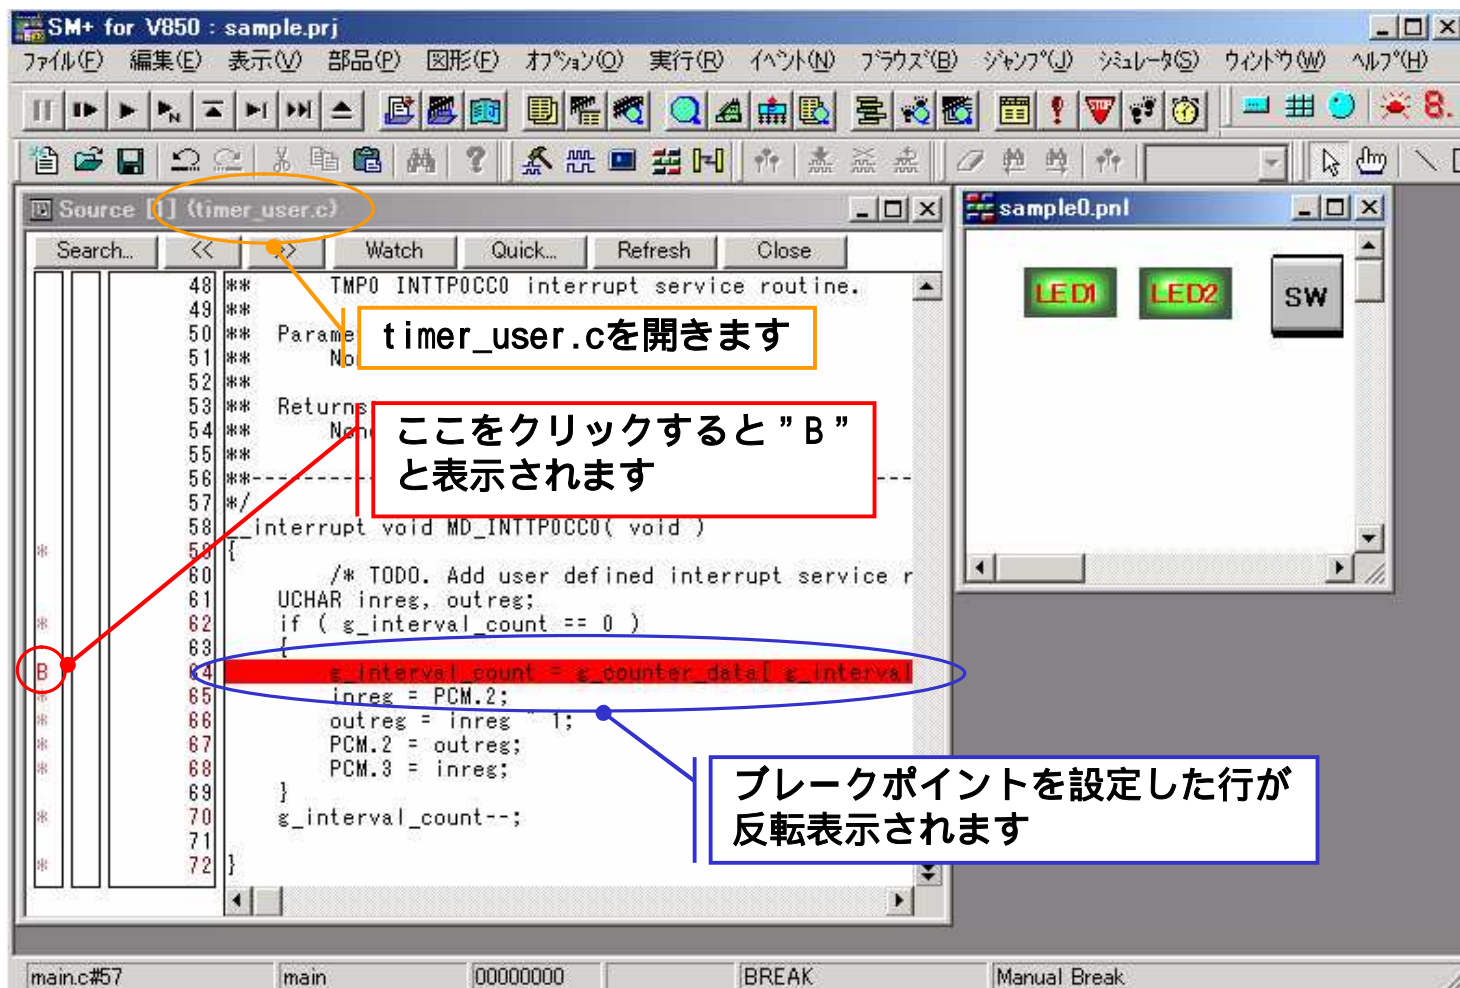 SM+ for V850 : sample.prj
ファイル(F) 編集(E) 表示(V) 部品(P) 図形(F) オプション(O) 実行(R) イベント(N) ブラウズ(B) ジャンプ(J) シミュレータ(S) ウィンドウ(W) ヘルプ(H)
Source [1] (timer_user.c)
Search... << >> Watch Quick... Refresh Close
48 ** TMP0 INTTP0CC0 interrupt service routine.
49 **
timer_user.cを開きます
50 ** Parame
51 ** No
52 **
53 ** Returns
54 ** None
55 **
ここをクリックすると"B"
と表示されます
56 **-----
57 */
58 __interrupt void MD_INTTP0CC0( void )
* 59 {
60 /* TODO. Add user defined interrupt service r
61 UCHAR inreg, outreg;
* 62 if ( g_interval_count == 0 )
63 {
B 64 g_interval_count = g_counter_data[ g_interval
* 65 inreg = PCM.2;
* 66 outreg = inreg ^ 1;
* 67 PCM.2 = outreg;
* 68 PCM.3 = inreg;
69 }
* 70 g_interval_count--;
71
* 72 }
ブレークポイントを設定した行が
反転表示されます
sample0.pnl
LED1 LED2 SW
main.c#57 main 00000000 BREAK Manual Break